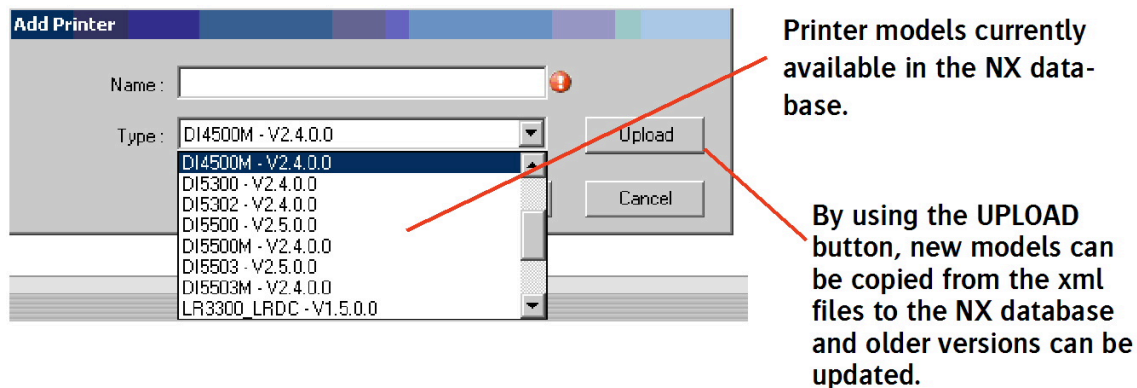 Add Printer
Name :
Type : DI4500M - V2.4.0.0
Upload
DI4500M - V2.4.0.0
DI5300 - V2.4.0.0
DI5302 - V2.4.0.0
DI5500 - V2.5.0.0
DI5500M - V2.4.0.0
DI5503 - V2.5.0.0
DI5503M - V2.4.0.0
LR3300_LRDC - V1.5.0.0
Cancel
Printer models currently
available in the NX data-
base.
By using the UPLOAD
button, new models can
be copied from the xml
files to the NX database
and older versions can be
updated.